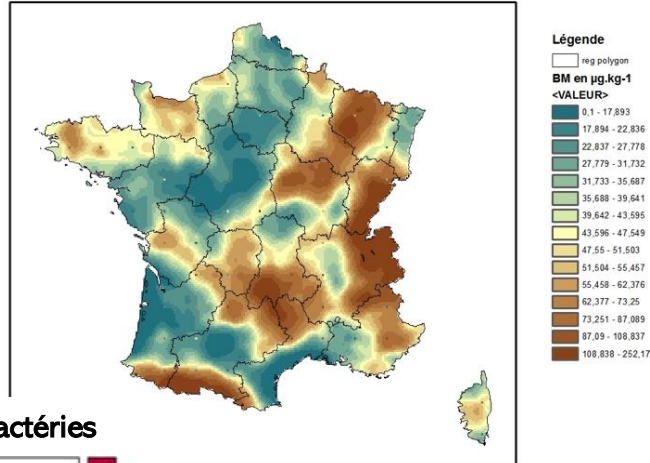 Légende
reg polygon
BM en µg.kg-1
<VALEUR>
0,1 - 17,893
17,894 - 22,836
22,837 - 27,778
27,779 - 31,732
31,733 - 35,687
35,688 - 39,641
39,642 - 43,595
43,596 - 47,549
47,55 - 51,503
51,504 - 55,457
55,458 - 62,376
62,377 - 73,25
73,251 - 87,089
87,09 - 108,837
108,838 - 252,17
actéries